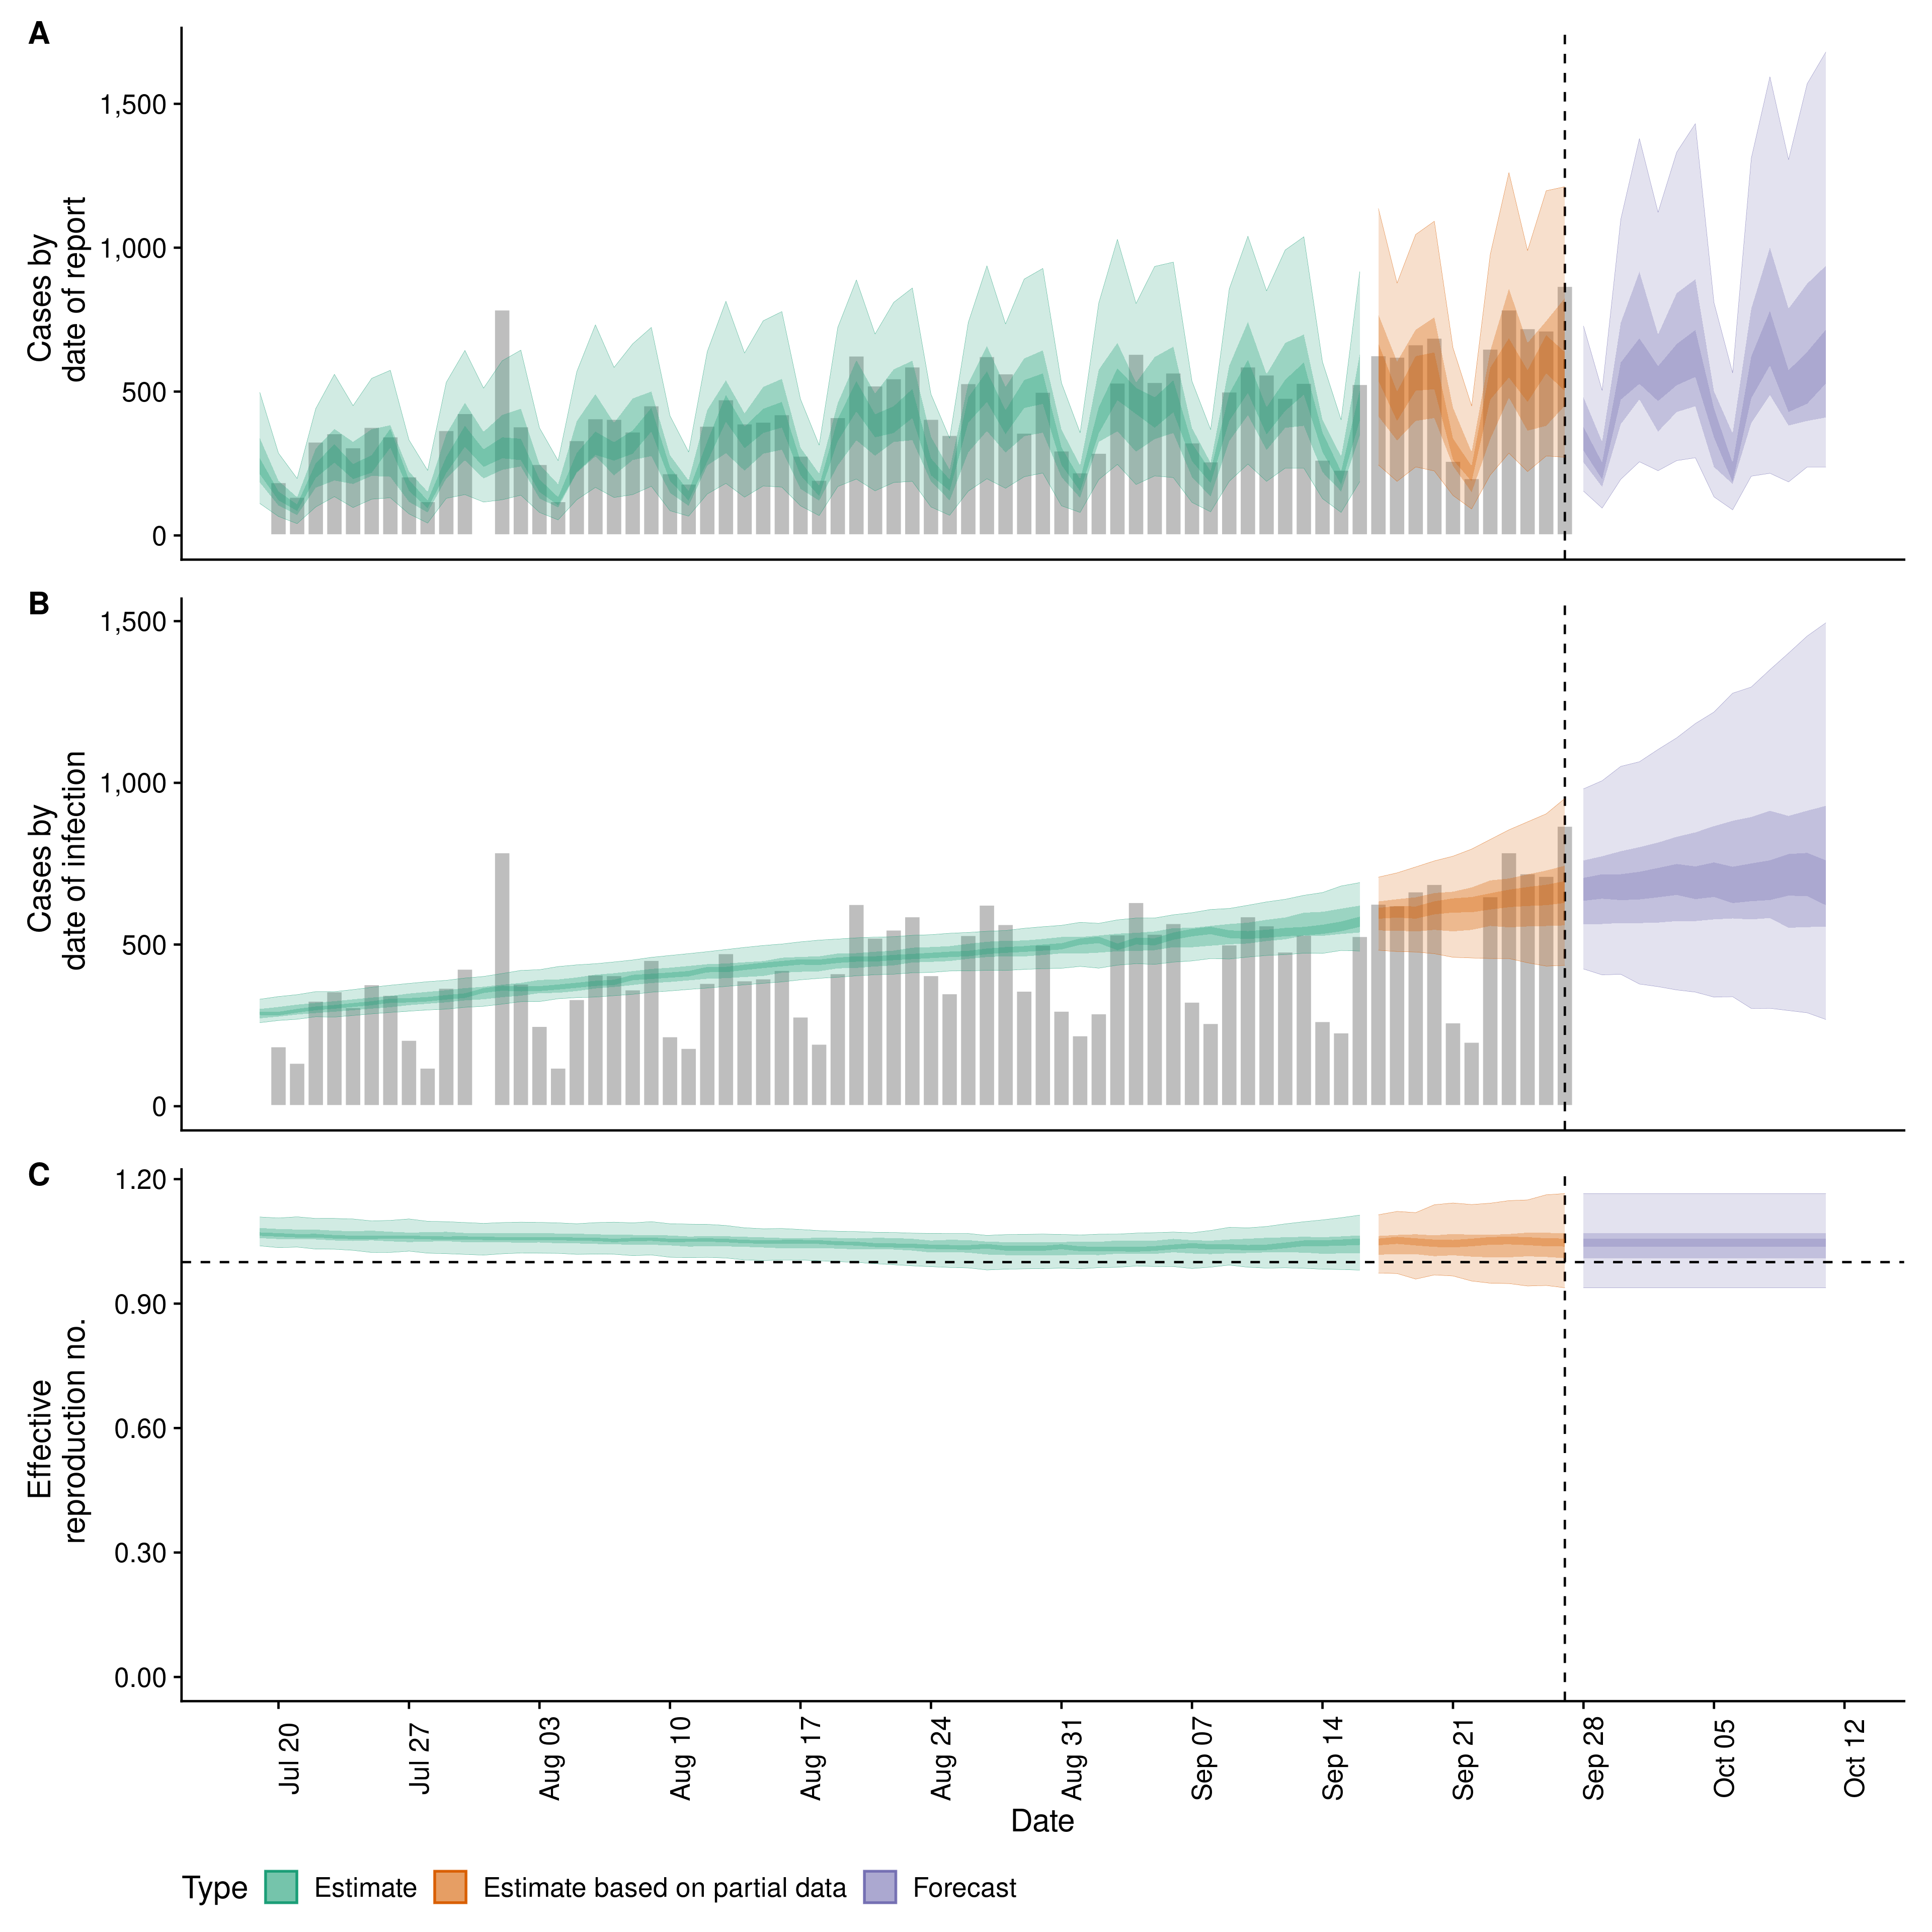 A
Cases by
date of report
1,500
1,000
500
0
B
Cases by
date of infection
1,500
1,000
500
0
C
Effective
reproduction no.
1.20
0.90
0.60
0.30
0.00
Jul 20
Jul 27
Aug 03
Aug 10
Aug 17
Aug 24
Aug 31
Sep 07
Sep 14
Sep 21
Sep 28
Oct 05
Oct 12
Date
Type Estimate Estimate based on partial data Forecast